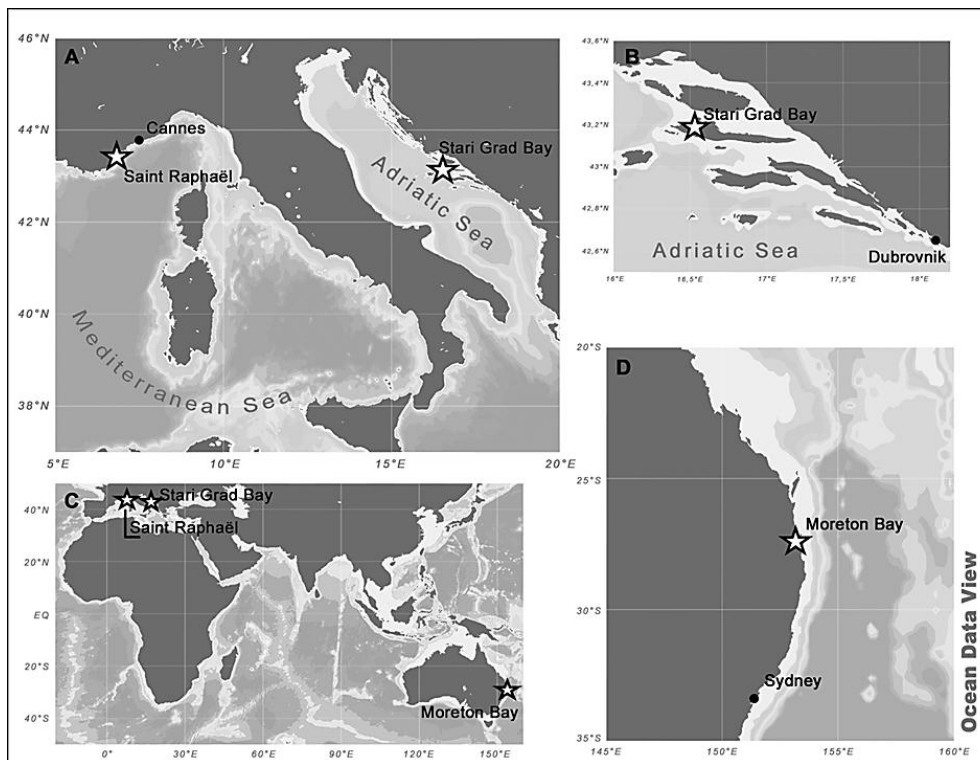 46°N
A
Cannes
44°N
Saint Raphaël
Stari Grad Bay
Adriatic Sea
42°N
40°N
Mediterranean Sea
38°N
5°E
10°E
15°E
20°E
43,6°N
B
43,4°N
Stari Grad Bay
43,2°N
43°N
42,8°N
42,6°N
Adriatic Sea
Dubrovnik
16°E
16,5°E
17°E
17,5°E
18°E
C
Stari Grad Bay
40°N
Saint Raphaël
20°N
EQ
20°S
Moreton Bay
40°S
0°
30°E
60°E
90°E
120°E
150°E
20°S
D
25°S
Moreton Bay
30°S
Sydney
35°S
145°E
150°E
155°E
160°E
Ocean Data View